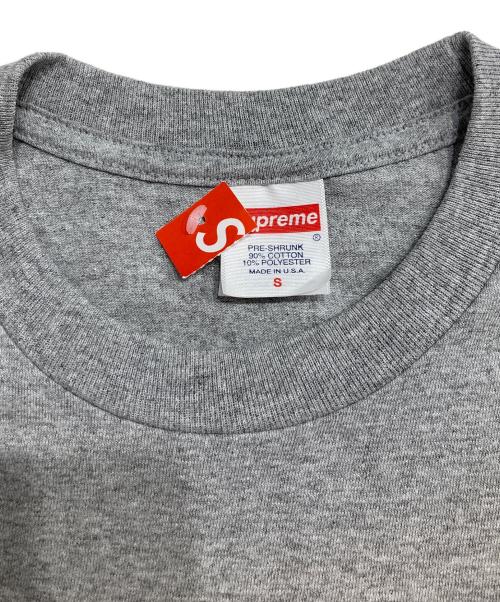 S
upreme
®
PRE-SHRUNK
90% COTTON
10% POLYESTER
MADE IN U.S.A.
S